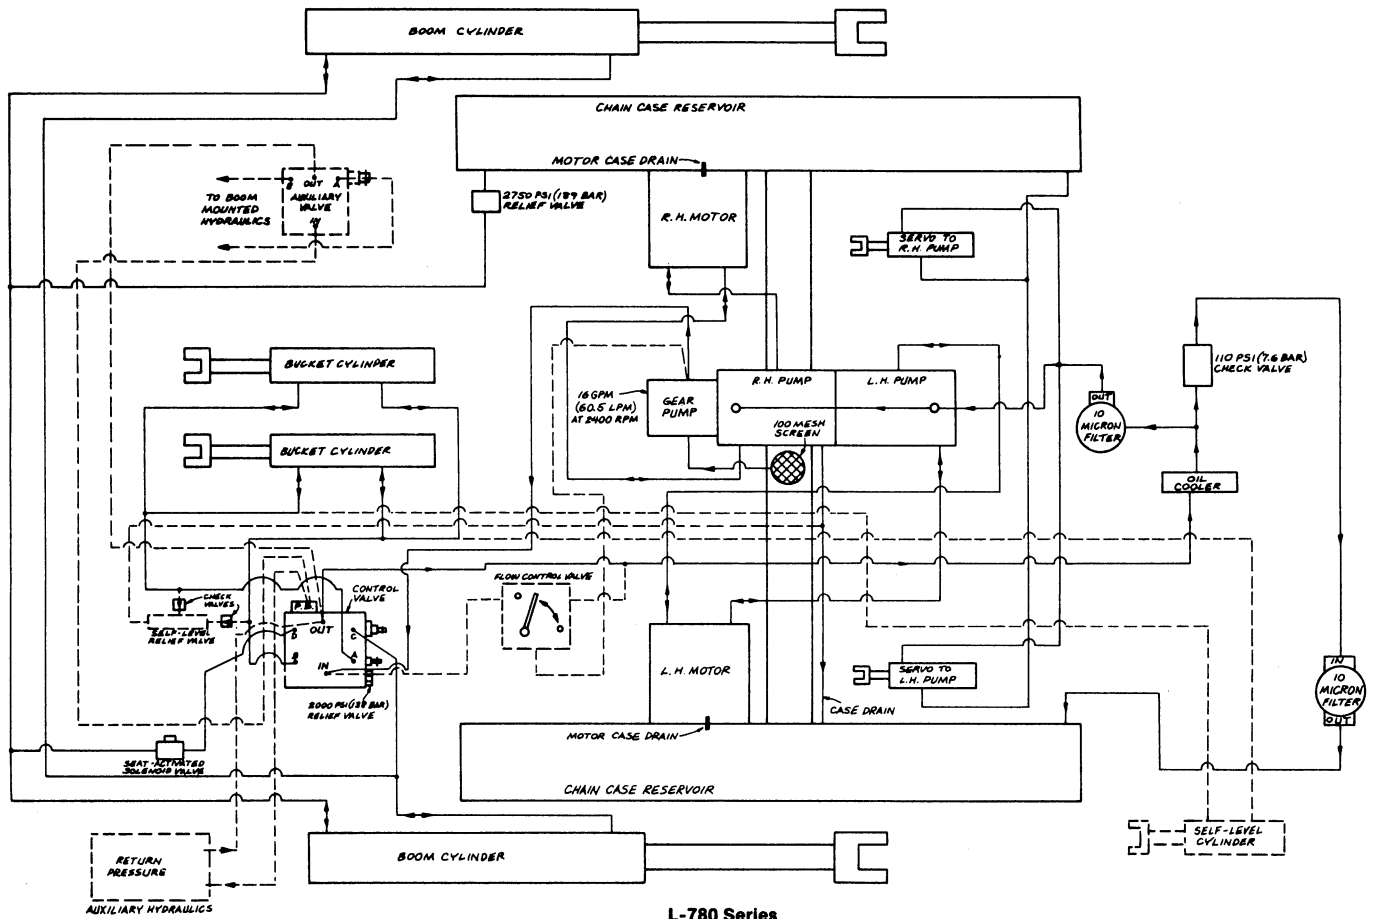 BOOM CYLINDER
CHAIN CASE RESERVOIR
MOTOR CASE DRAIN
B OUT A
AUXILIARY
VALVE
IN
TO BOOM
MOUNTED
HYDRAULICS
2750 PSI (189 BAR)
RELIEF VALVE
R.H. MOTOR
SERVO TO
R.H. PUMP
BUCKET CYLINDER
BUCKET CYLINDER
16 GPM
(60.5 LPM)
AT 2400 RPM
GEAR
PUMP
R.H. PUMP
L.H. PUMP
100 MESH
SCREEN
110 PSI (7.6 BAR)
CHECK VALVE
OUT
10
MICRON
FILTER
OIL
COOLER
FLOW CONTROL VALVE
CHECK
VALVES
SELF-LEVEL
RELIEF VALVE
P.B.
CONTROL
VALVE
OUT
D
C
B
A
IN
2000 PSI (138 BAR)
RELIEF VALVE
L.H. MOTOR
SERVO TO
L.H. PUMP
CASE DRAIN
IN
10
MICRON
FILTER
OUT
SEAT-ACTIVATED
SOLENOID VALVE
MOTOR CASE DRAIN
CHAIN CASE RESERVOIR
BOOM CYLINDER
SELF-LEVEL
CYLINDER
RETURN
PRESSURE
AUXILIARY HYDRAULICS
L-780 Series